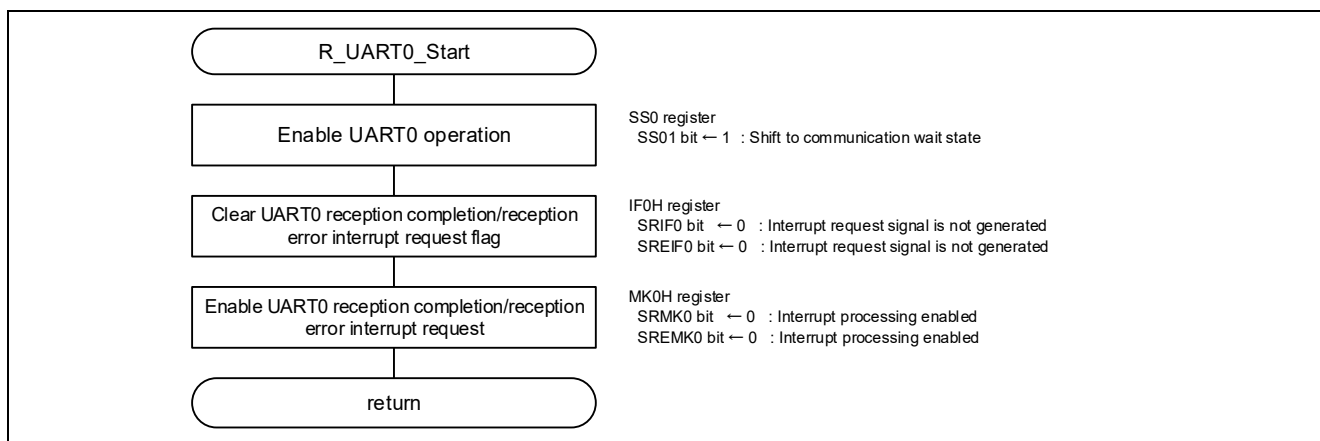 R_UART0_Start
Enable UART0 operation
SS0 register
SS01 bit ← 1 : Shift to communication wait state
Clear UART0 reception completion/reception
error interrupt request flag
IF0H register
SRIF0 bit ← 0 : Interrupt request signal is not generated
SREIF0 bit ← 0 : Interrupt request signal is not generated
Enable UART0 reception completion/reception
error interrupt request
MK0H register
SRMK0 bit ← 0 : Interrupt processing enabled
SREMK0 bit ← 0 : Interrupt processing enabled
return